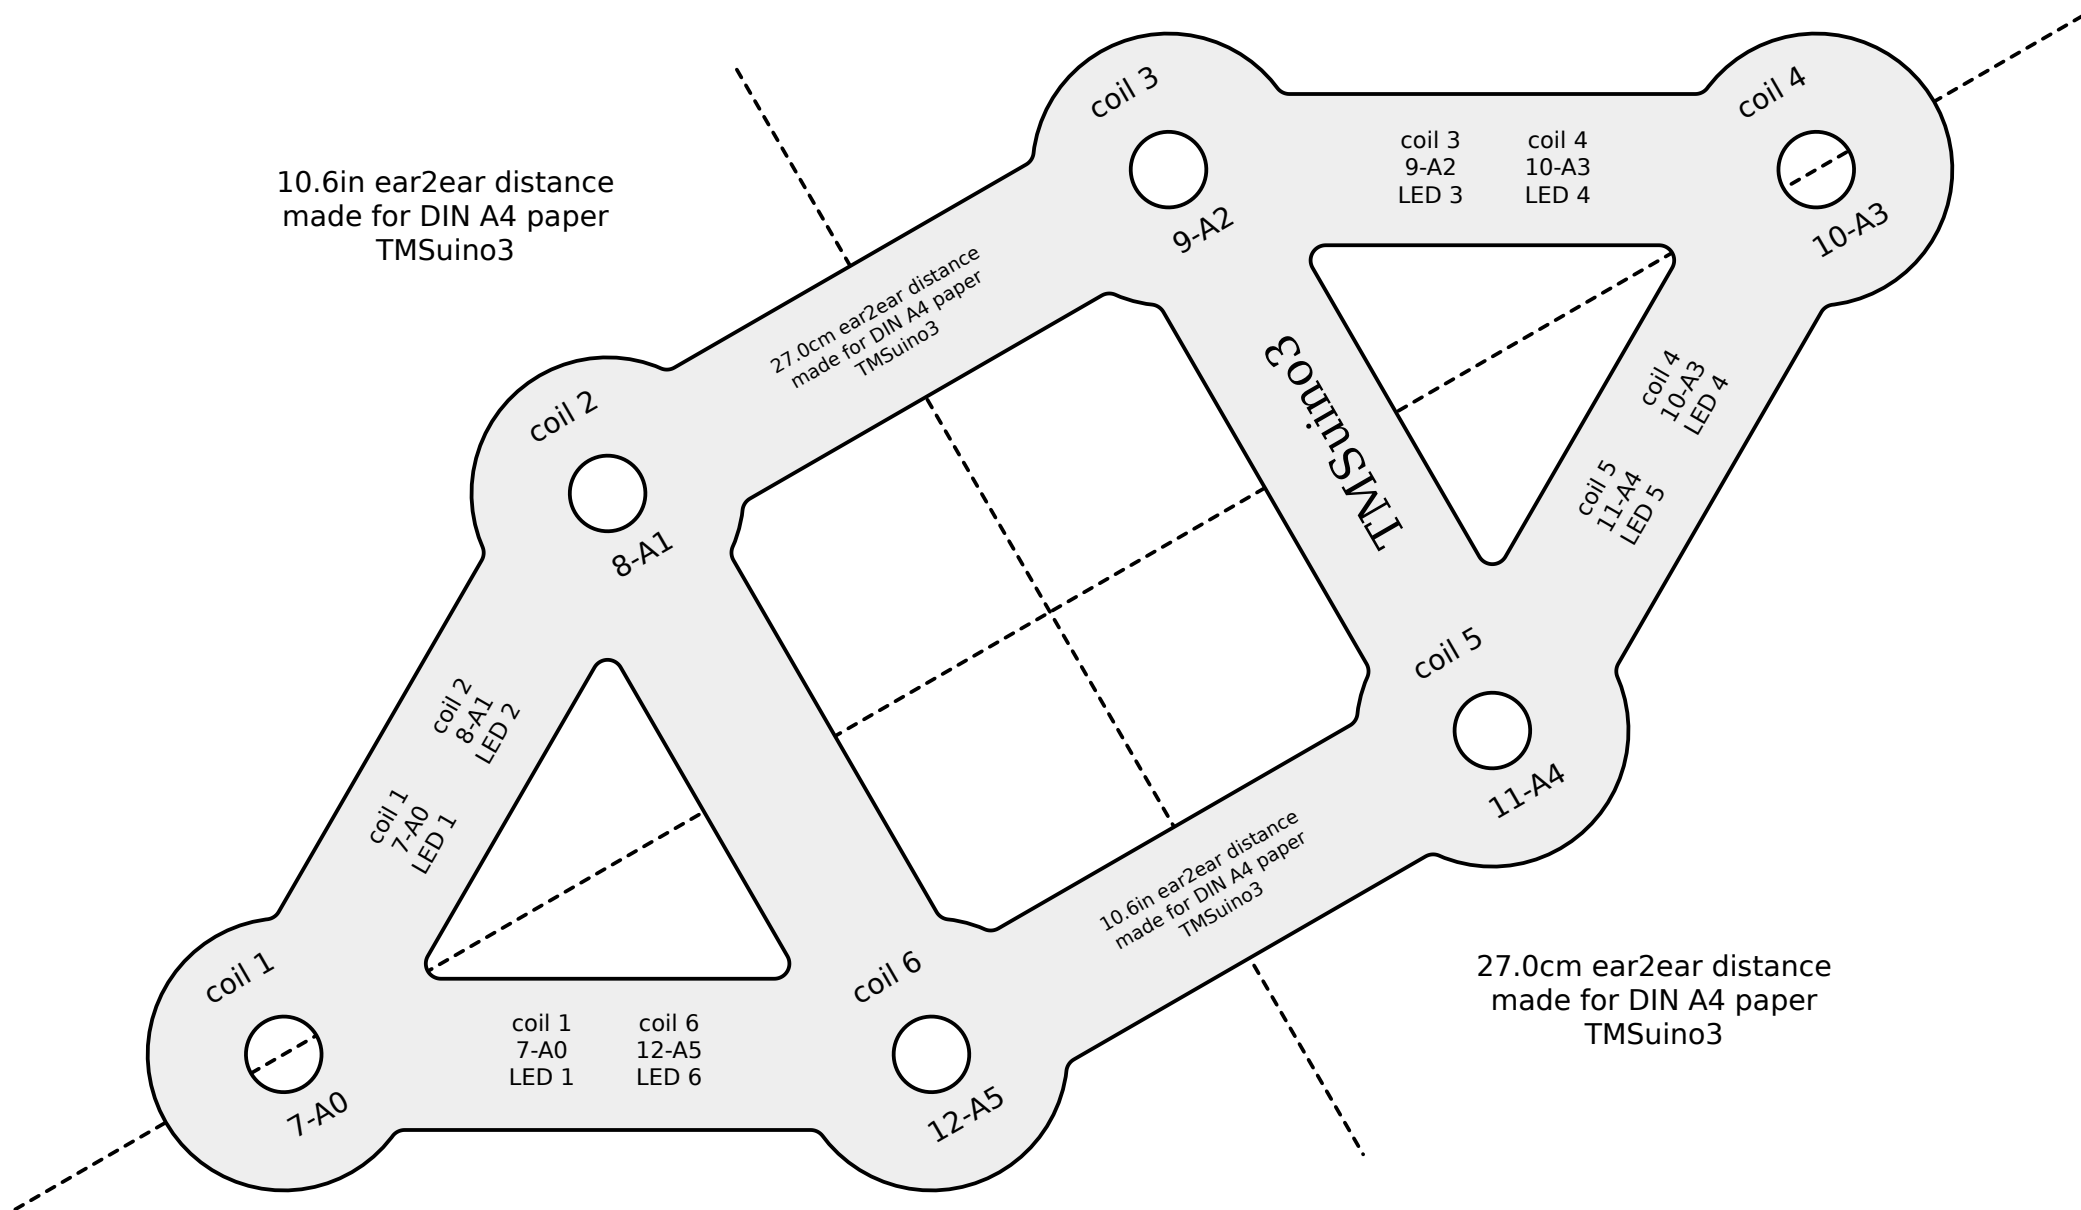 coil 3
9-A2
coil 4
10-A3
coil 3
9-A2
LED 3
coil 4
10-A3
LED 4
10.6in ear2ear distance
made for DIN A4 paper
TMSuino3
27.0cm ear2ear distance
made for DIN A4 paper
TMSuino3
TMSuino3
coil 4
10-A3
LED 4
coil 5
11-A4
LED 5
coil 2
8-A1
coil 2
8-A1
LED 2
coil 1
7-A0
LED 1
coil 5
11-A4
10.6in ear2ear distance
made for DIN A4 paper
TMSuino3
coil 1
7-A0
coil 1
7-A0
LED 1
coil 6
12-A5
LED 6
coil 6
12-A5
27.0cm ear2ear distance
made for DIN A4 paper
TMSuino3